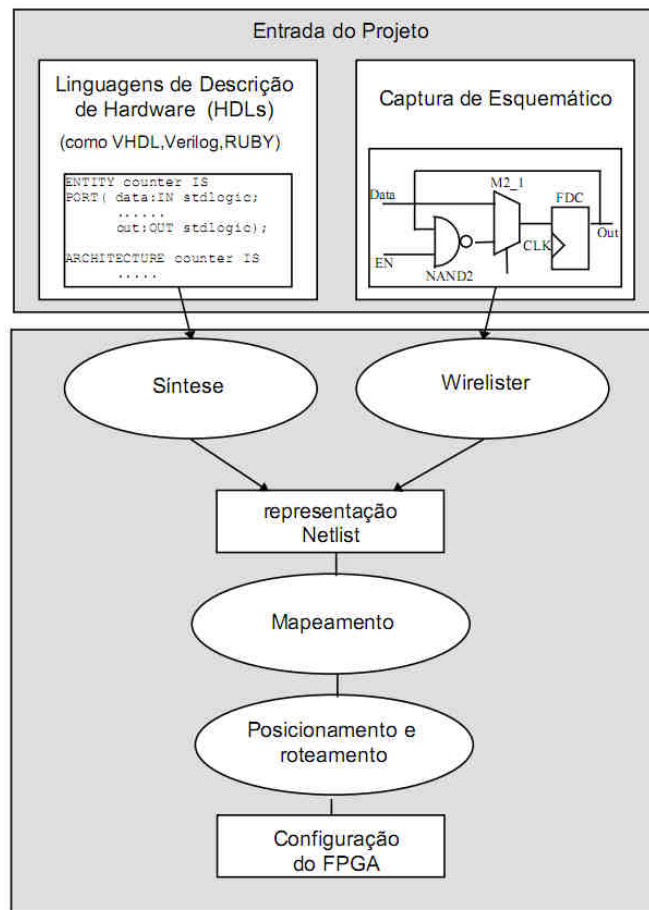 Entrada do Projeto
Linguagens de Descrição
de Hardware (HDLs)
(como VHDL,Verilog,RUBY)
ENTITY counter IS
PORT( data:IN stdlogic;
......
out:OUT stdlogic);
ARCHITECTURE counter IS
.....
Captura de Esquemático
M2_1
Data
FDC
Out
CLK
EN
NAND2
Síntese
Wirelister
representação
Netlist
Mapeamento
Posicionamento e
roteamento
Configuração
do FPGA